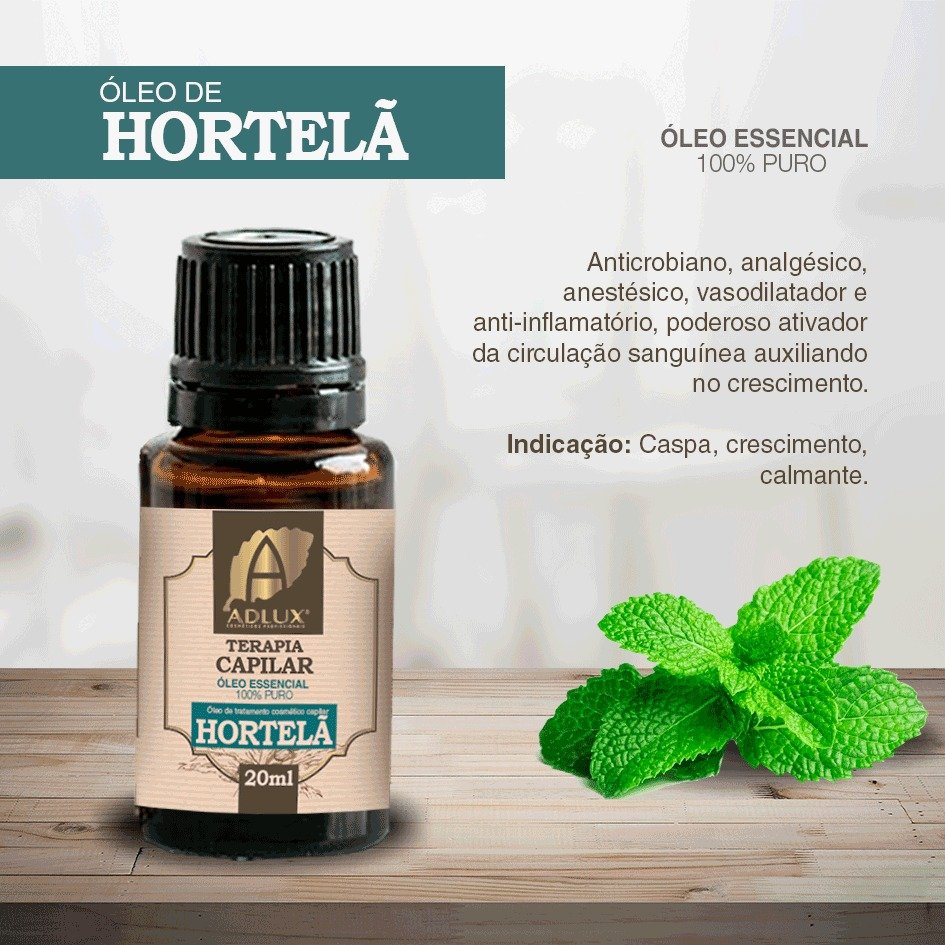 ÓLEO DE
HORTELÃ
ÓLEO ESSENCIAL
100% PURO
Anticrobiano, analgésico,
anestésico, vasodilatador e
anti-inflamatório, poderoso ativador
da circulação sanguínea auxiliando
no crescimento.
Indicação: Caspa, crescimento,
calmante.
A
ADLUX®
COSMÉTICOS PROFISSIONAIS
TERAPIA
CAPILAR
ÓLEO ESSENCIAL
100% PURO
Óleo de tratamento cosmético capilar
HORTELÃ
20ml